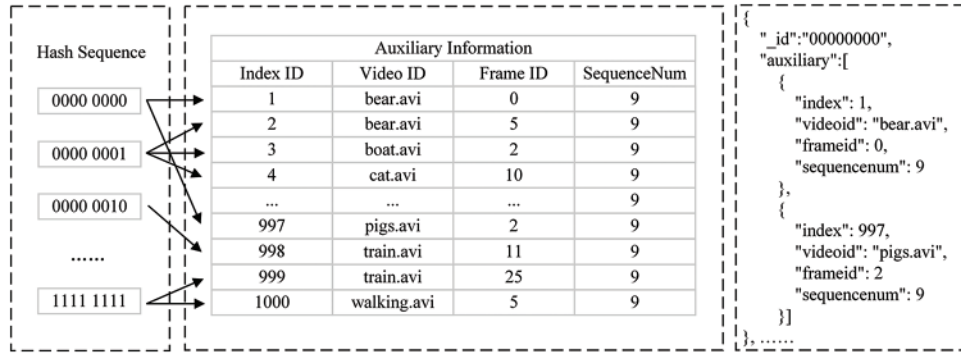 Hash Sequence
0000 0000
0000 0001
0000 0010
......
1111 1111
Auxiliary Information
Index ID Video ID Frame ID SequenceNum
1 bear.avi 0 9
2 bear.avi 5 9
3 boat.avi 2 9
4 cat.avi 10 9
... ... ... 9
997 pigs.avi 2 9
998 train.avi 11 9
999 train.avi 25 9
1000 walking.avi 5 9
{
"_id":"00000000",
"auxiliary":[
{
"index": 1,
"videoid": "bear.avi",
"frameid": 0,
"sequencenum": 9
},
{
"index": 997,
"videoid": "pigs.avi",
"frameid": 2
"sequencenum": 9
}]
}, ......